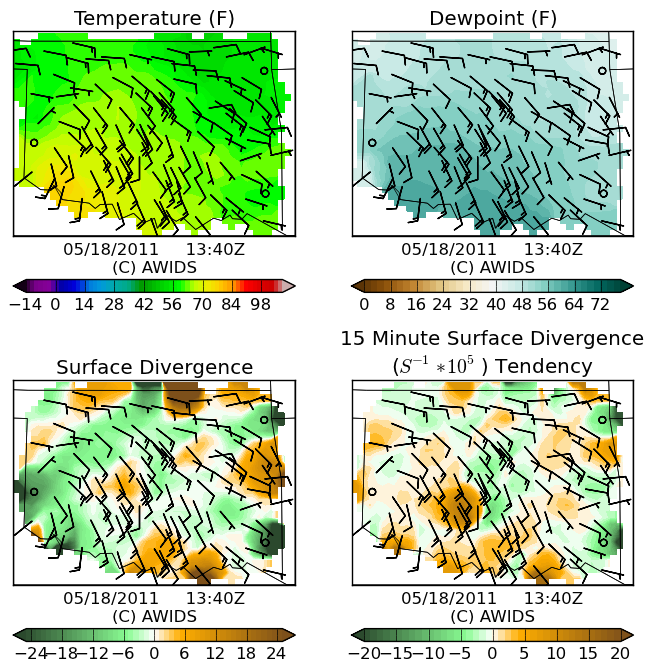 Temperature (F)
Dewpoint (F)
05/18/2011 13:40Z
(C) AWIDS
05/18/2011 13:40Z
(C) AWIDS
−14 0 14 28 42 56 70 84 98
0 8 16 24 32 40 48 56 64 72
Surface Divergence
15 Minute Surface Divergence
(S⁻¹ *10⁵ ) Tendency
05/18/2011 13:40Z
(C) AWIDS
05/18/2011 13:40Z
(C) AWIDS
−24 −18 −12 −6 0 6 12 18 24
−20 −15 −10 −5 0 5 10 15 20